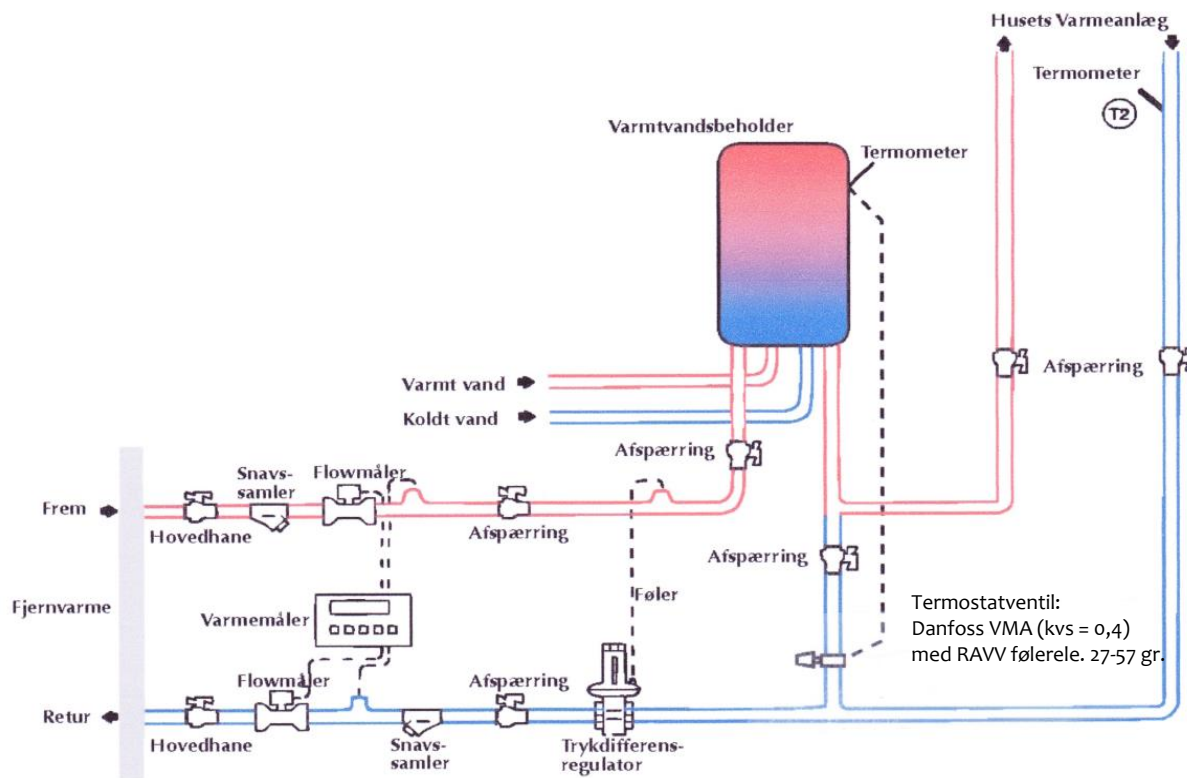 Husets Varmeanlæg
Termometer
T2
Varmtvandsbeholder
Termometer
Afspærring
Varmt vand
Koldt vand
Afspærring
Snavs-
samler
Flowmåler
Frem
Hovedhane
Afspærring
Afspærring
Føler
Fjernvarme
Varmemåler
Termostatventil:
Danfoss VMA (kvs = 0,4)
med RAVV følerele. 27-57 gr.
Flowmåler
Afspærring
Retur
Hovedhane
Snavs-
samler
Trykdifferens-
regulator